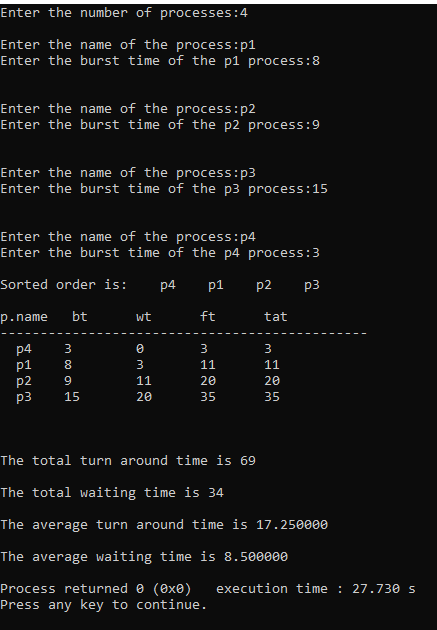 Enter the number of processes:4
Enter the name of the process:p1
Enter the burst time of the p1 process:8
Enter the name of the process:p2
Enter the burst time of the p2 process:9
Enter the name of the process:p3
Enter the burst time of the p3 process:15
Enter the name of the process:p4
Enter the burst time of the p4 process:3
Sorted order is:    p4    p1    p2    p3
p.name   bt      wt      ft      tat
----------------------------------------------
p4    3        0       3       3
p1    8        3       11      11
p2    9        11      20      20
p3    15       20      35      35
The total turn around time is 69
The total waiting time is 34
The average turn around time is 17.250000
The average waiting time is 8.500000
Process returned 0 (0x0)   execution time : 27.730 s
Press any key to continue.